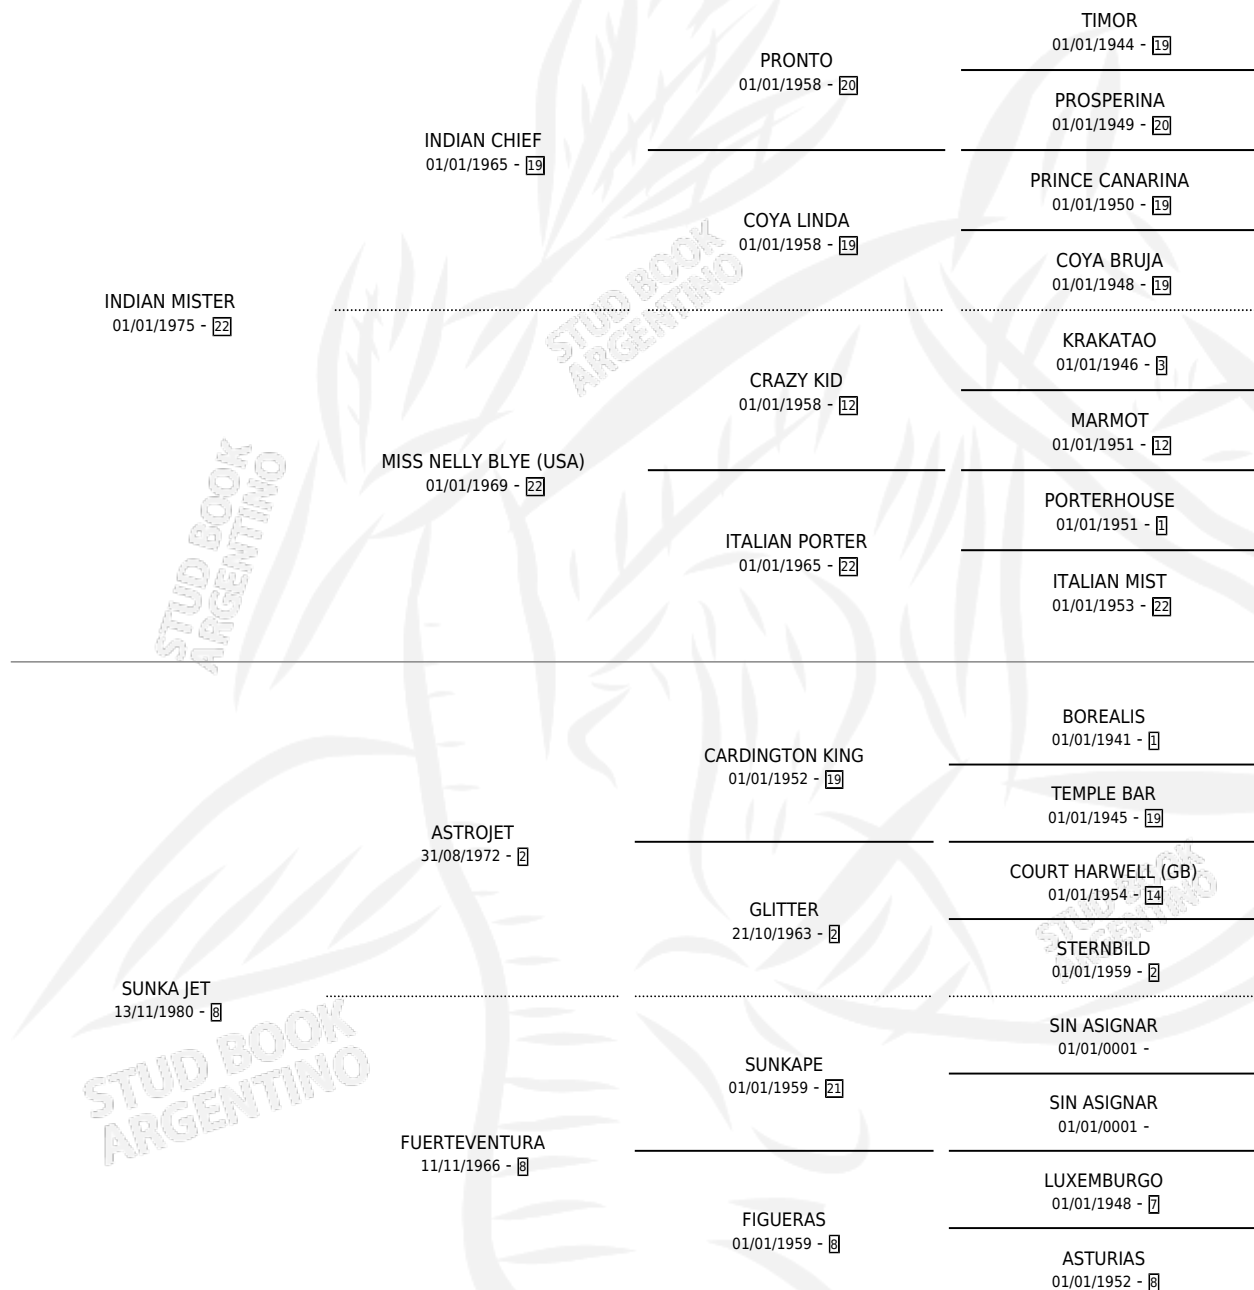 TIMOR
01/01/1944 - 19
PRONTO
01/01/1958 - 20
PROSPERINA
01/01/1949 - 20
INDIAN CHIEF
01/01/1965 - 19
PRINCE CANARINA
01/01/1950 - 19
COYA LINDA
01/01/1958 - 19
COYA BRUJA
01/01/1948 - 19
INDIAN MISTER
01/01/1975 - 22
KRAKATAO
01/01/1946 - 3
CRAZY KID
01/01/1958 - 12
MARMOT
01/01/1951 - 12
MISS NELLY BLYE (USA)
01/01/1969 - 22
PORTERHOUSE
01/01/1951 - 1
ITALIAN PORTER
01/01/1965 - 22
ITALIAN MIST
01/01/1953 - 22
BOREALIS
01/01/1941 - 1
CARDINGTON KING
01/01/1952 - 19
TEMPLE BAR
01/01/1945 - 19
ASTROJET
31/08/1972 - 2
COURT HARWELL (GB)
01/01/1954 - 14
GLITTER
21/10/1963 - 2
STERNBILD
01/01/1959 - 2
SUNKA JET
13/11/1980 - 8
SIN ASIGNAR
01/01/0001 -
SUNKAPE
01/01/1959 - 21
SIN ASIGNAR
01/01/0001 -
FUERTEVENTURA
11/11/1966 - 8
LUXEMBURGO
01/01/1948 - 7
FIGUERAS
01/01/1959 - 8
ASTURIAS
01/01/1952 - 8
STUD BOOK
ARGENTINO
STUD BOOK
ARGENTINO
STUD BOOK
ARGENTINO
STUD BOOK
ARGENTINO